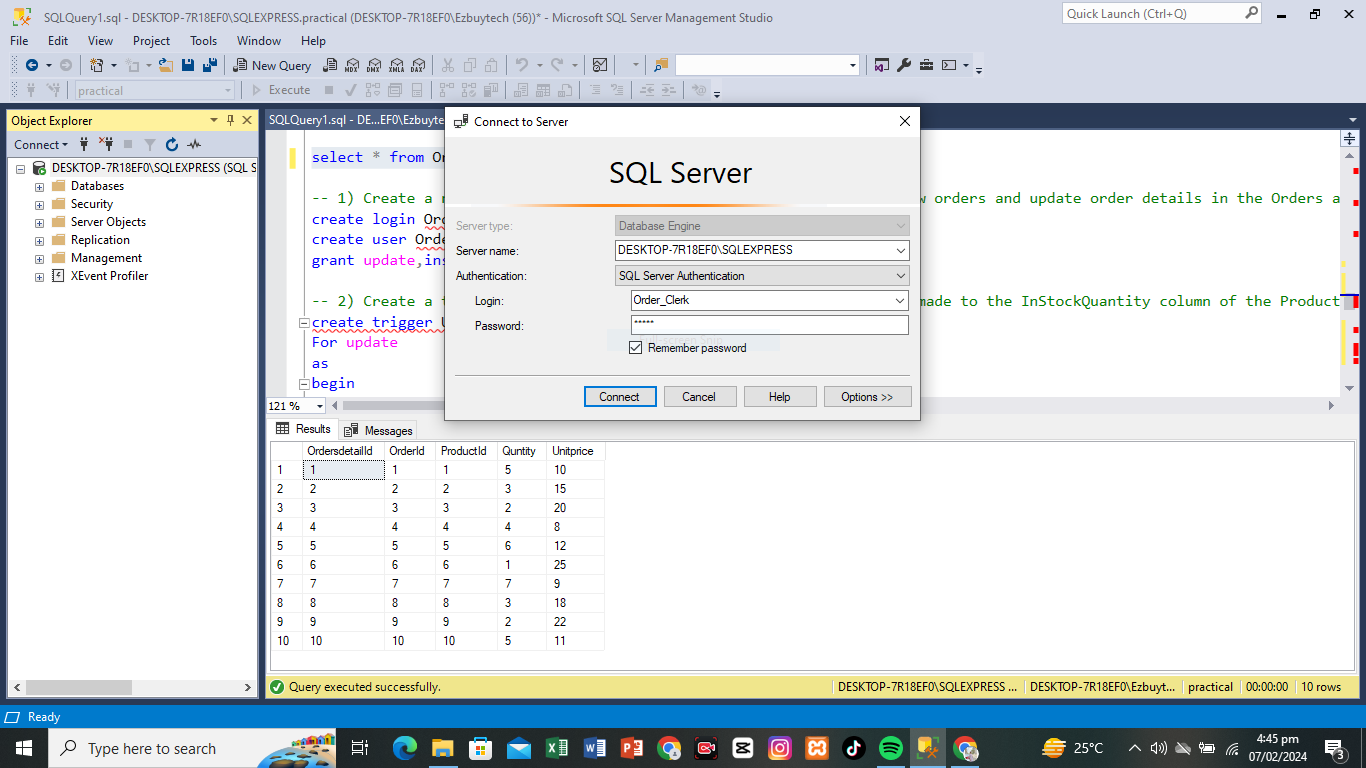 SQLQuery1.sql - DESKTOP-7R18EF0\SQLEXPRESS.practical (DESKTOP-7R18EF0\Ezbuytech (56))* - Microsoft SQL Server Management Studio
Quick Launch (Ctrl+Q)
File Edit View Project Tools Window Help
New Query MDX DMX XMLA DAX
practical Execute
Object Explorer
SQLQuery1.sql - DE...EF0\Ezbuyte
Connect
DESKTOP-7R18EF0\SQLEXPRESS (SQL S
Databases
Security
Server Objects
Replication
Management
XEvent Profiler
select * from Or
-- 1) Create a
w orders and update order details in the Orders a
create login Ord
create user Orde
grant update,ins
-- 2) Create a
made to the InStockQuantity column of the Product
create trigger
For update
as
begin
121 %
Connect to Server
SQL Server
Server type: Database Engine
Server name: DESKTOP-7R18EF0\SQLEXPRESS
Authentication: SQL Server Authentication
Login: Order_Clerk
Password: *****
Remember password
Connect Cancel Help Options >>
Results Messages
OrdersdetailId OrderId ProductId Quntity Unitprice
1 1 1 1 5 10
2 2 2 2 3 15
3 3 3 3 2 20
4 4 4 4 4 8
5 5 5 5 6 12
6 6 6 6 1 25
7 7 7 7 7 9
8 8 8 8 3 18
9 9 9 9 2 22
10 10 10 10 5 11
Query executed successfully. DESKTOP-7R18EF0\SQLEXPRESS ... DESKTOP-7R18EF0\Ezbuyt... practical 00:00:00 10 rows
Ready
Type here to search
25°C
4:45 pm
07/02/2024
3